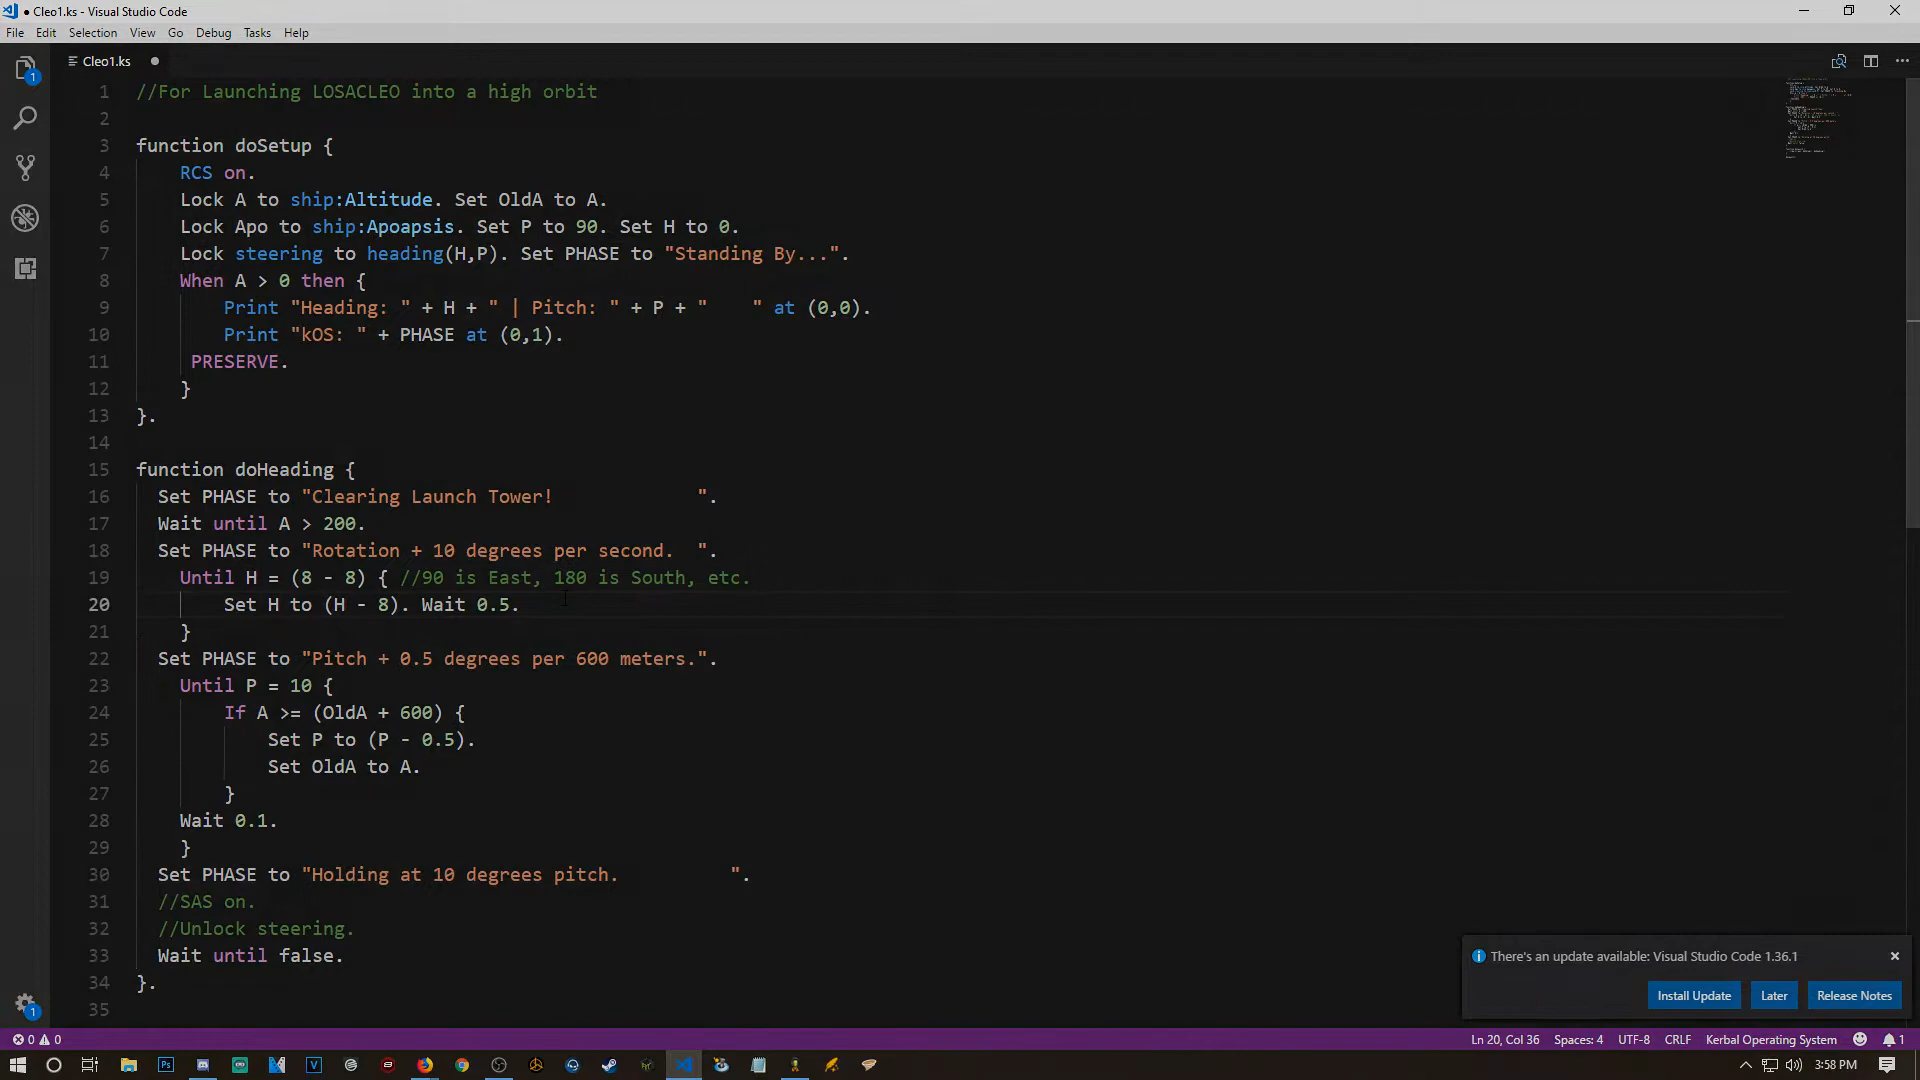 Cleo1.ks - Visual Studio Code
File Edit Selection View Go Debug Tasks Help
Cleo1.ks
1 //For Launching LOSACLEO into a high orbit
2
3 function doSetup {
4 RCS on.
5 Lock A to ship:Altitude. Set OldA to A.
6 Lock Apo to ship:Apoapsis. Set P to 90. Set H to 0.
7 Lock steering to heading(H,P). Set PHASE to "Standing By...".
8 When A > 0 then {
9 Print "Heading: " + H + " | Pitch: " + P + "    " at (0,0).
10 Print "kOS: " + PHASE at (0,1).
11 PRESERVE.
12 }
13 }.
14
15 function doHeading {
16 Set PHASE to "Clearing Launch Tower!             ".
17 Wait until A > 200.
18 Set PHASE to "Rotation + 10 degrees per second.  ".
19 Until H = (8 - 8) { //90 is East, 180 is South, etc.
20 Set H to (H - 8). Wait 0.5.
21 }
22 Set PHASE to "Pitch + 0.5 degrees per 600 meters.".
23 Until P = 10 {
24 If A >= (OldA + 600) {
25 Set P to (P - 0.5).
26 Set OldA to A.
27 }
28 Wait 0.1.
29 }
30 Set PHASE to "Holding at 10 degrees pitch.          ".
31 //SAS on.
32 //Unlock steering.
33 Wait until false.
34 }.
35
1
1
There's an update available: Visual Studio Code 1.36.1
Install Update Later Release Notes
0 0 Ln 20, Col 36 Spaces: 4 UTF-8 CRLF Kerbal Operating System 1
Ps V 3:58 PM